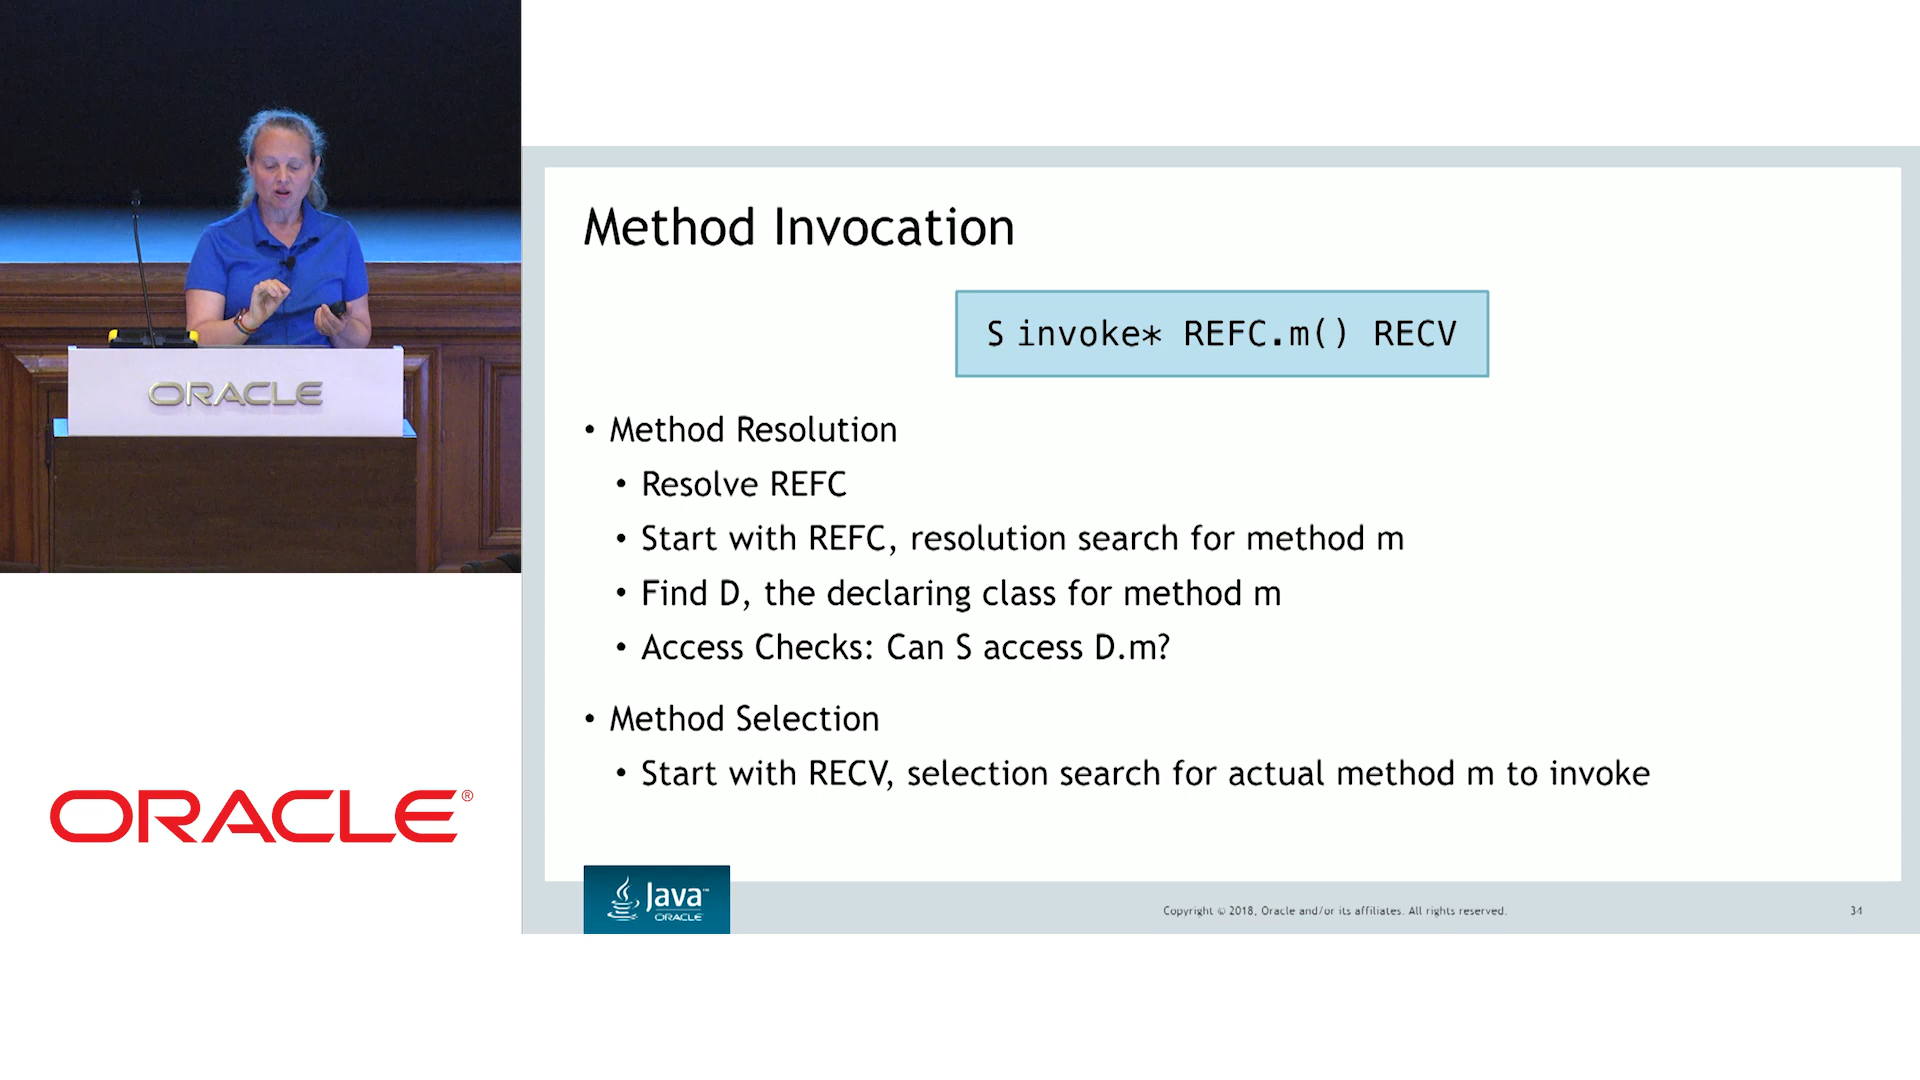 ORACLE
ORACLE®
Method Invocation
S invoke* REFC.m() RECV
• Method Resolution
• Resolve REFC
• Start with REFC, resolution search for method m
• Find D, the declaring class for method m
• Access Checks: Can S access D.m?
• Method Selection
• Start with RECV, selection search for actual method m to invoke
Java™
ORACLE
Copyright © 2018, Oracle and/or its affiliates. All rights reserved.
34